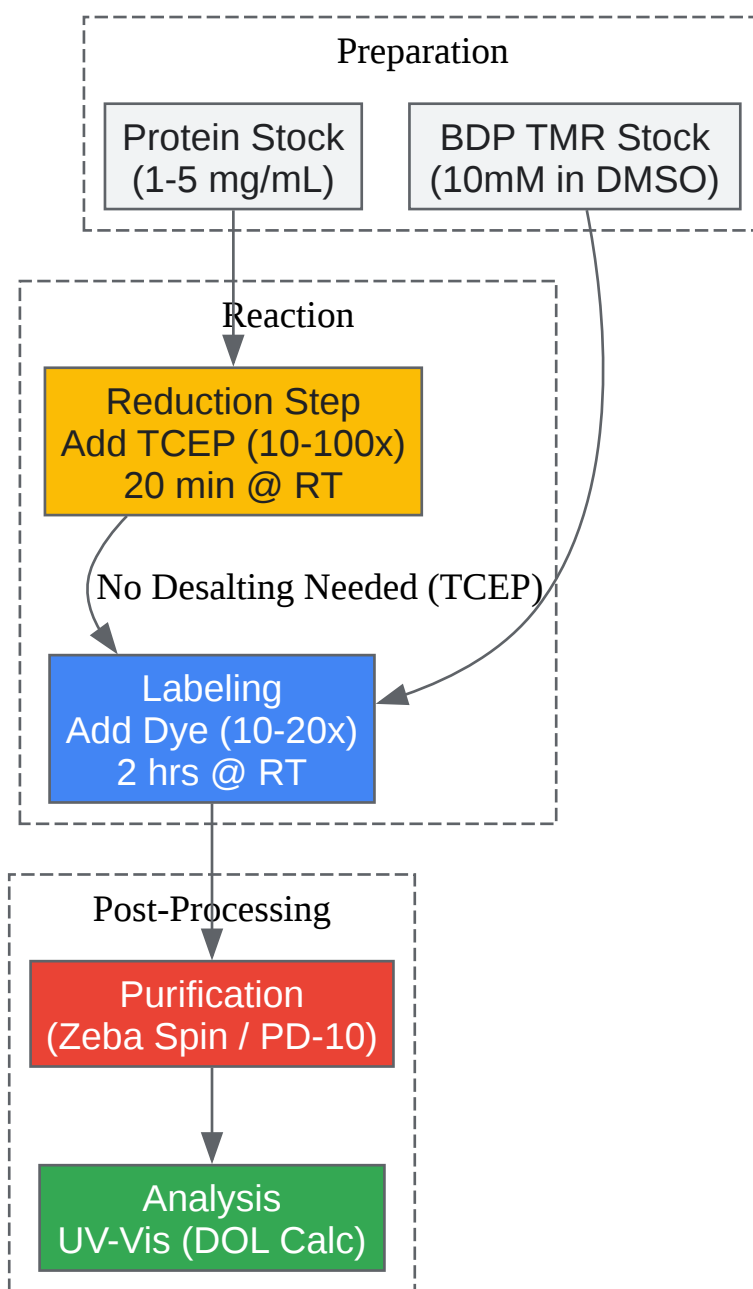 Preparation
Protein Stock
(1-5 mg/mL)
BDP TMR Stock
(10mM in DMSO)
Reaction
Reduction Step
Add TCEP (10-100x)
20 min @ RT
No Desalting Needed (TCEP)
Labeling
Add Dye (10-20x)
2 hrs @ RT
Post-Processing
Purification
(Zeba Spin / PD-10)
Analysis
UV-Vis (DOL Calc)